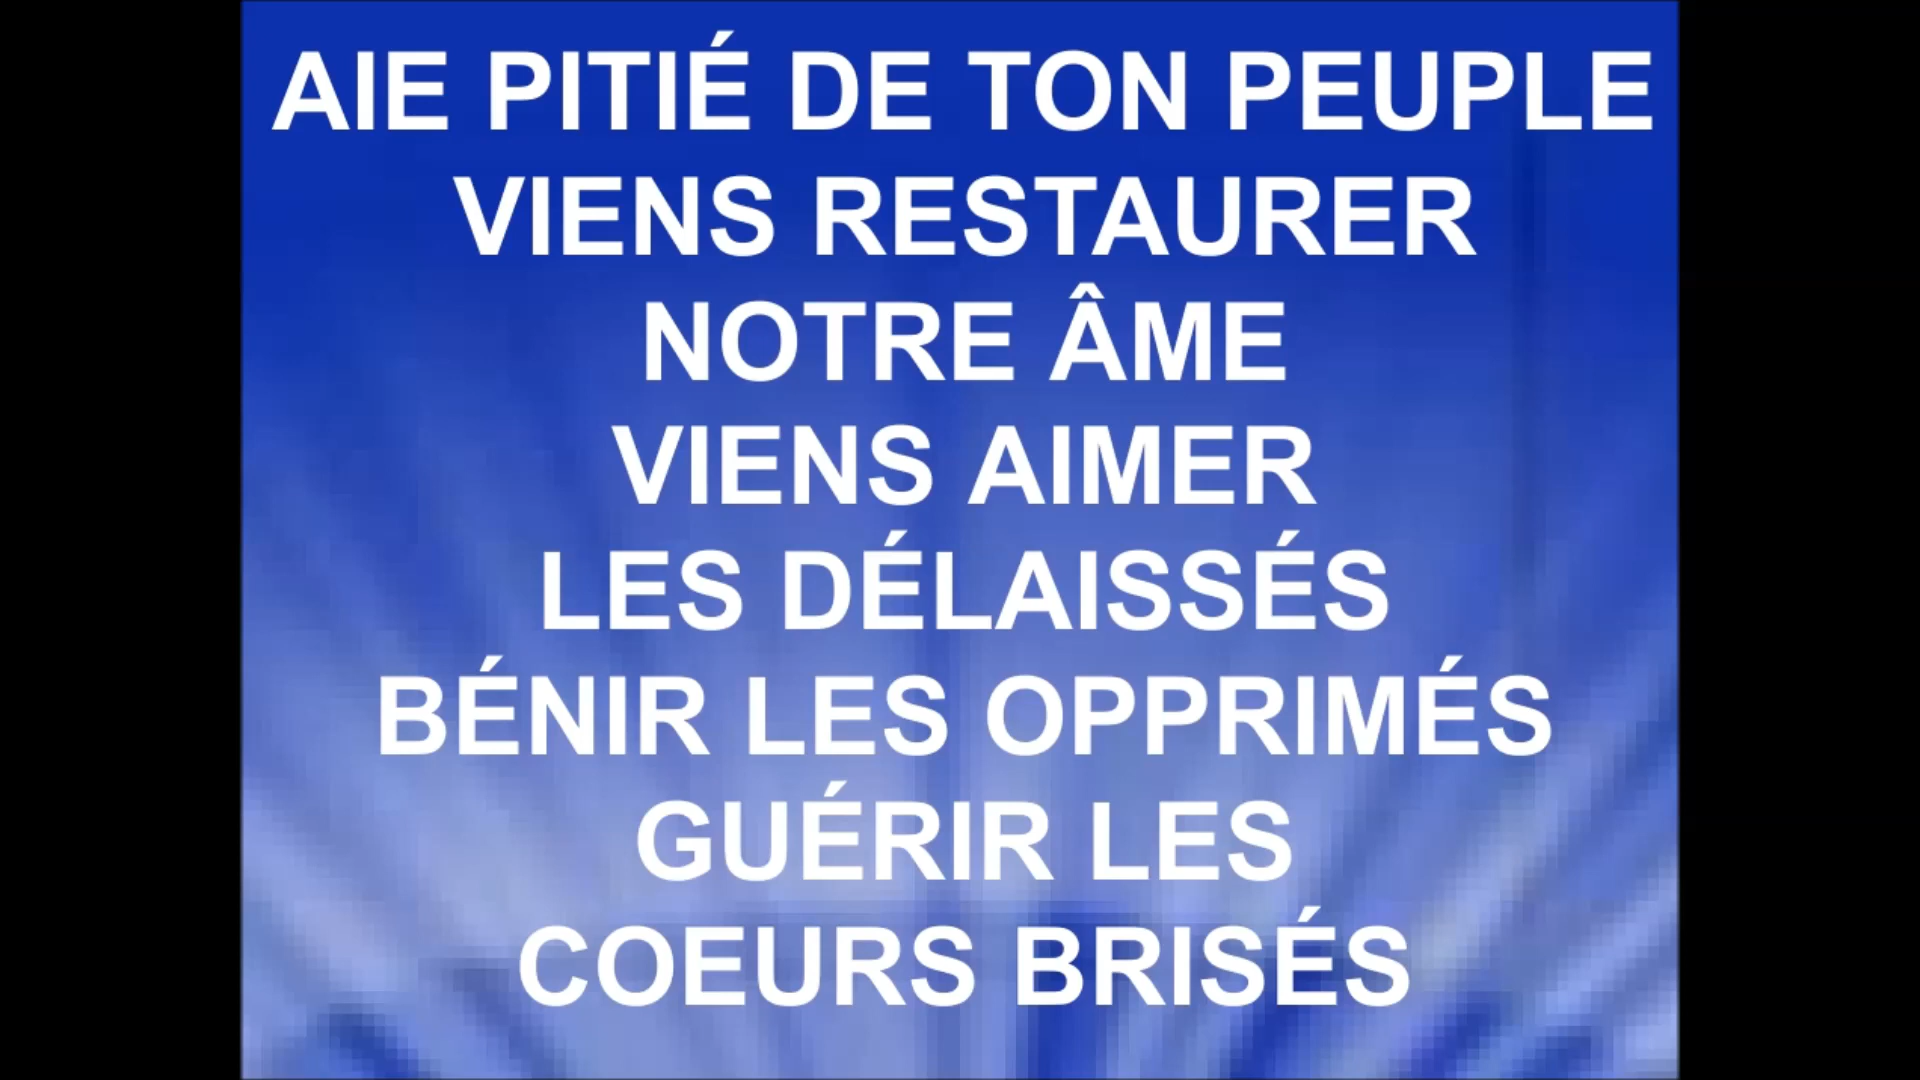 AIE PITIÉ DE TON PEUPLE
VIENS RESTAURER
NOTRE ÂME
VIENS AIMER
LES DÉLAISSÉS
BÉNIR LES OPPRIMÉS
GUÉRIR LES
COEURS BRISÉS